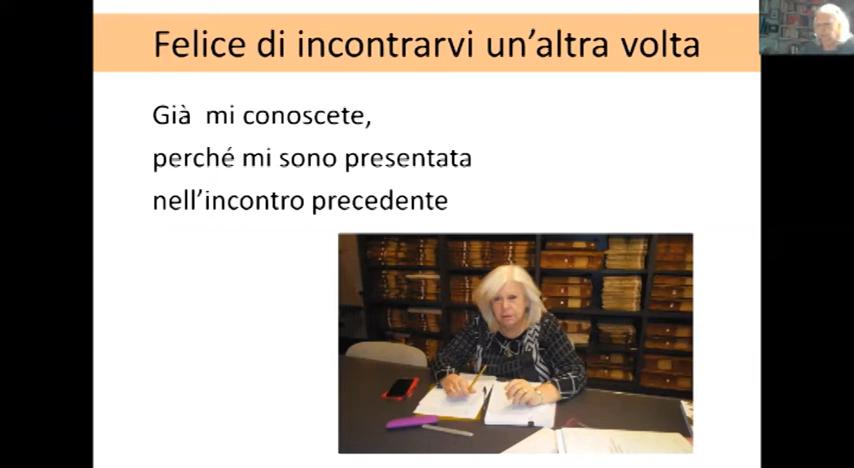 Felice di incontrarvi un’altra volta
Già mi conoscete,
perché mi sono presentata
nell’incontro precedente